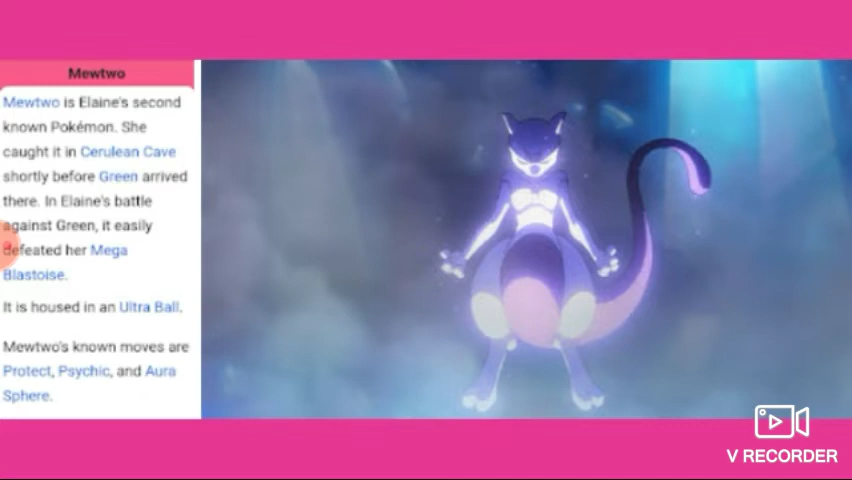 Mewtwo
Mewtwo is Elaine's second
known Pokémon. She
caught it in Cerulean Cave
shortly before Green arrived
there. In Elaine's battle
against Green, it easily
defeated her Mega
Blastoise.
It is housed in an Ultra Ball.
Mewtwo's known moves are
Protect, Psychic, and Aura
Sphere.
V RECORDER